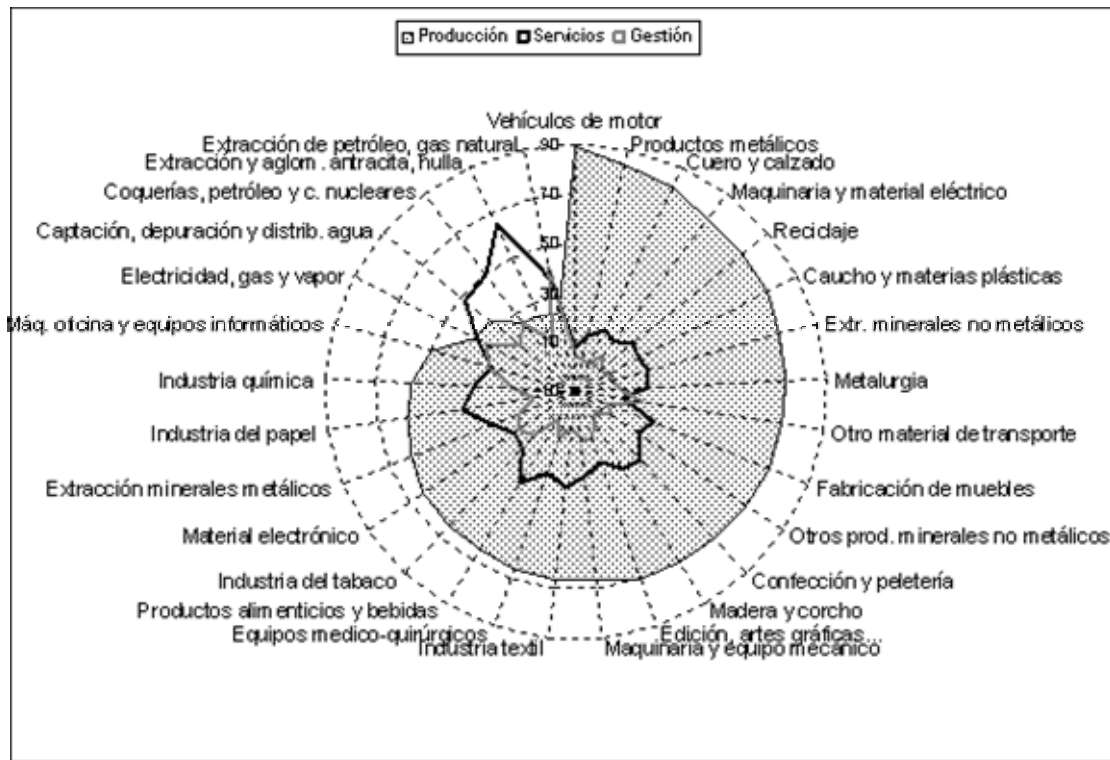 Producción Servicios Gestión
Vehículos de motor
Productos metálicos
Cuero y calzado
Maquinaria y material eléctrico
Reciclaje
Caucho y materias plásticas
Extr. minerales no metálicos
Metalurgia
Otro material de transporte
Fabricación de muebles
Otros prod. minerales no metálicos
Confección y peletería
Madera y corcho
Edición, artes gráficas...
Maquinaria y equipo mecánico
Industria textil
Equipos medico-quirúrgicos
Productos alimenticios y bebidas
Industria del tabaco
Material electrónico
Extracción minerales metálicos
Industria del papel
Industria química
Máq. oficina y equipos informáticos
Electricidad, gas y vapor
Captación, depuración y distrib. agua
Coquerías, petróleo y c. nucleares
Extracción y aglom. antracita, hulla
Extracción de petróleo, gas natural
90
70
50
30
10